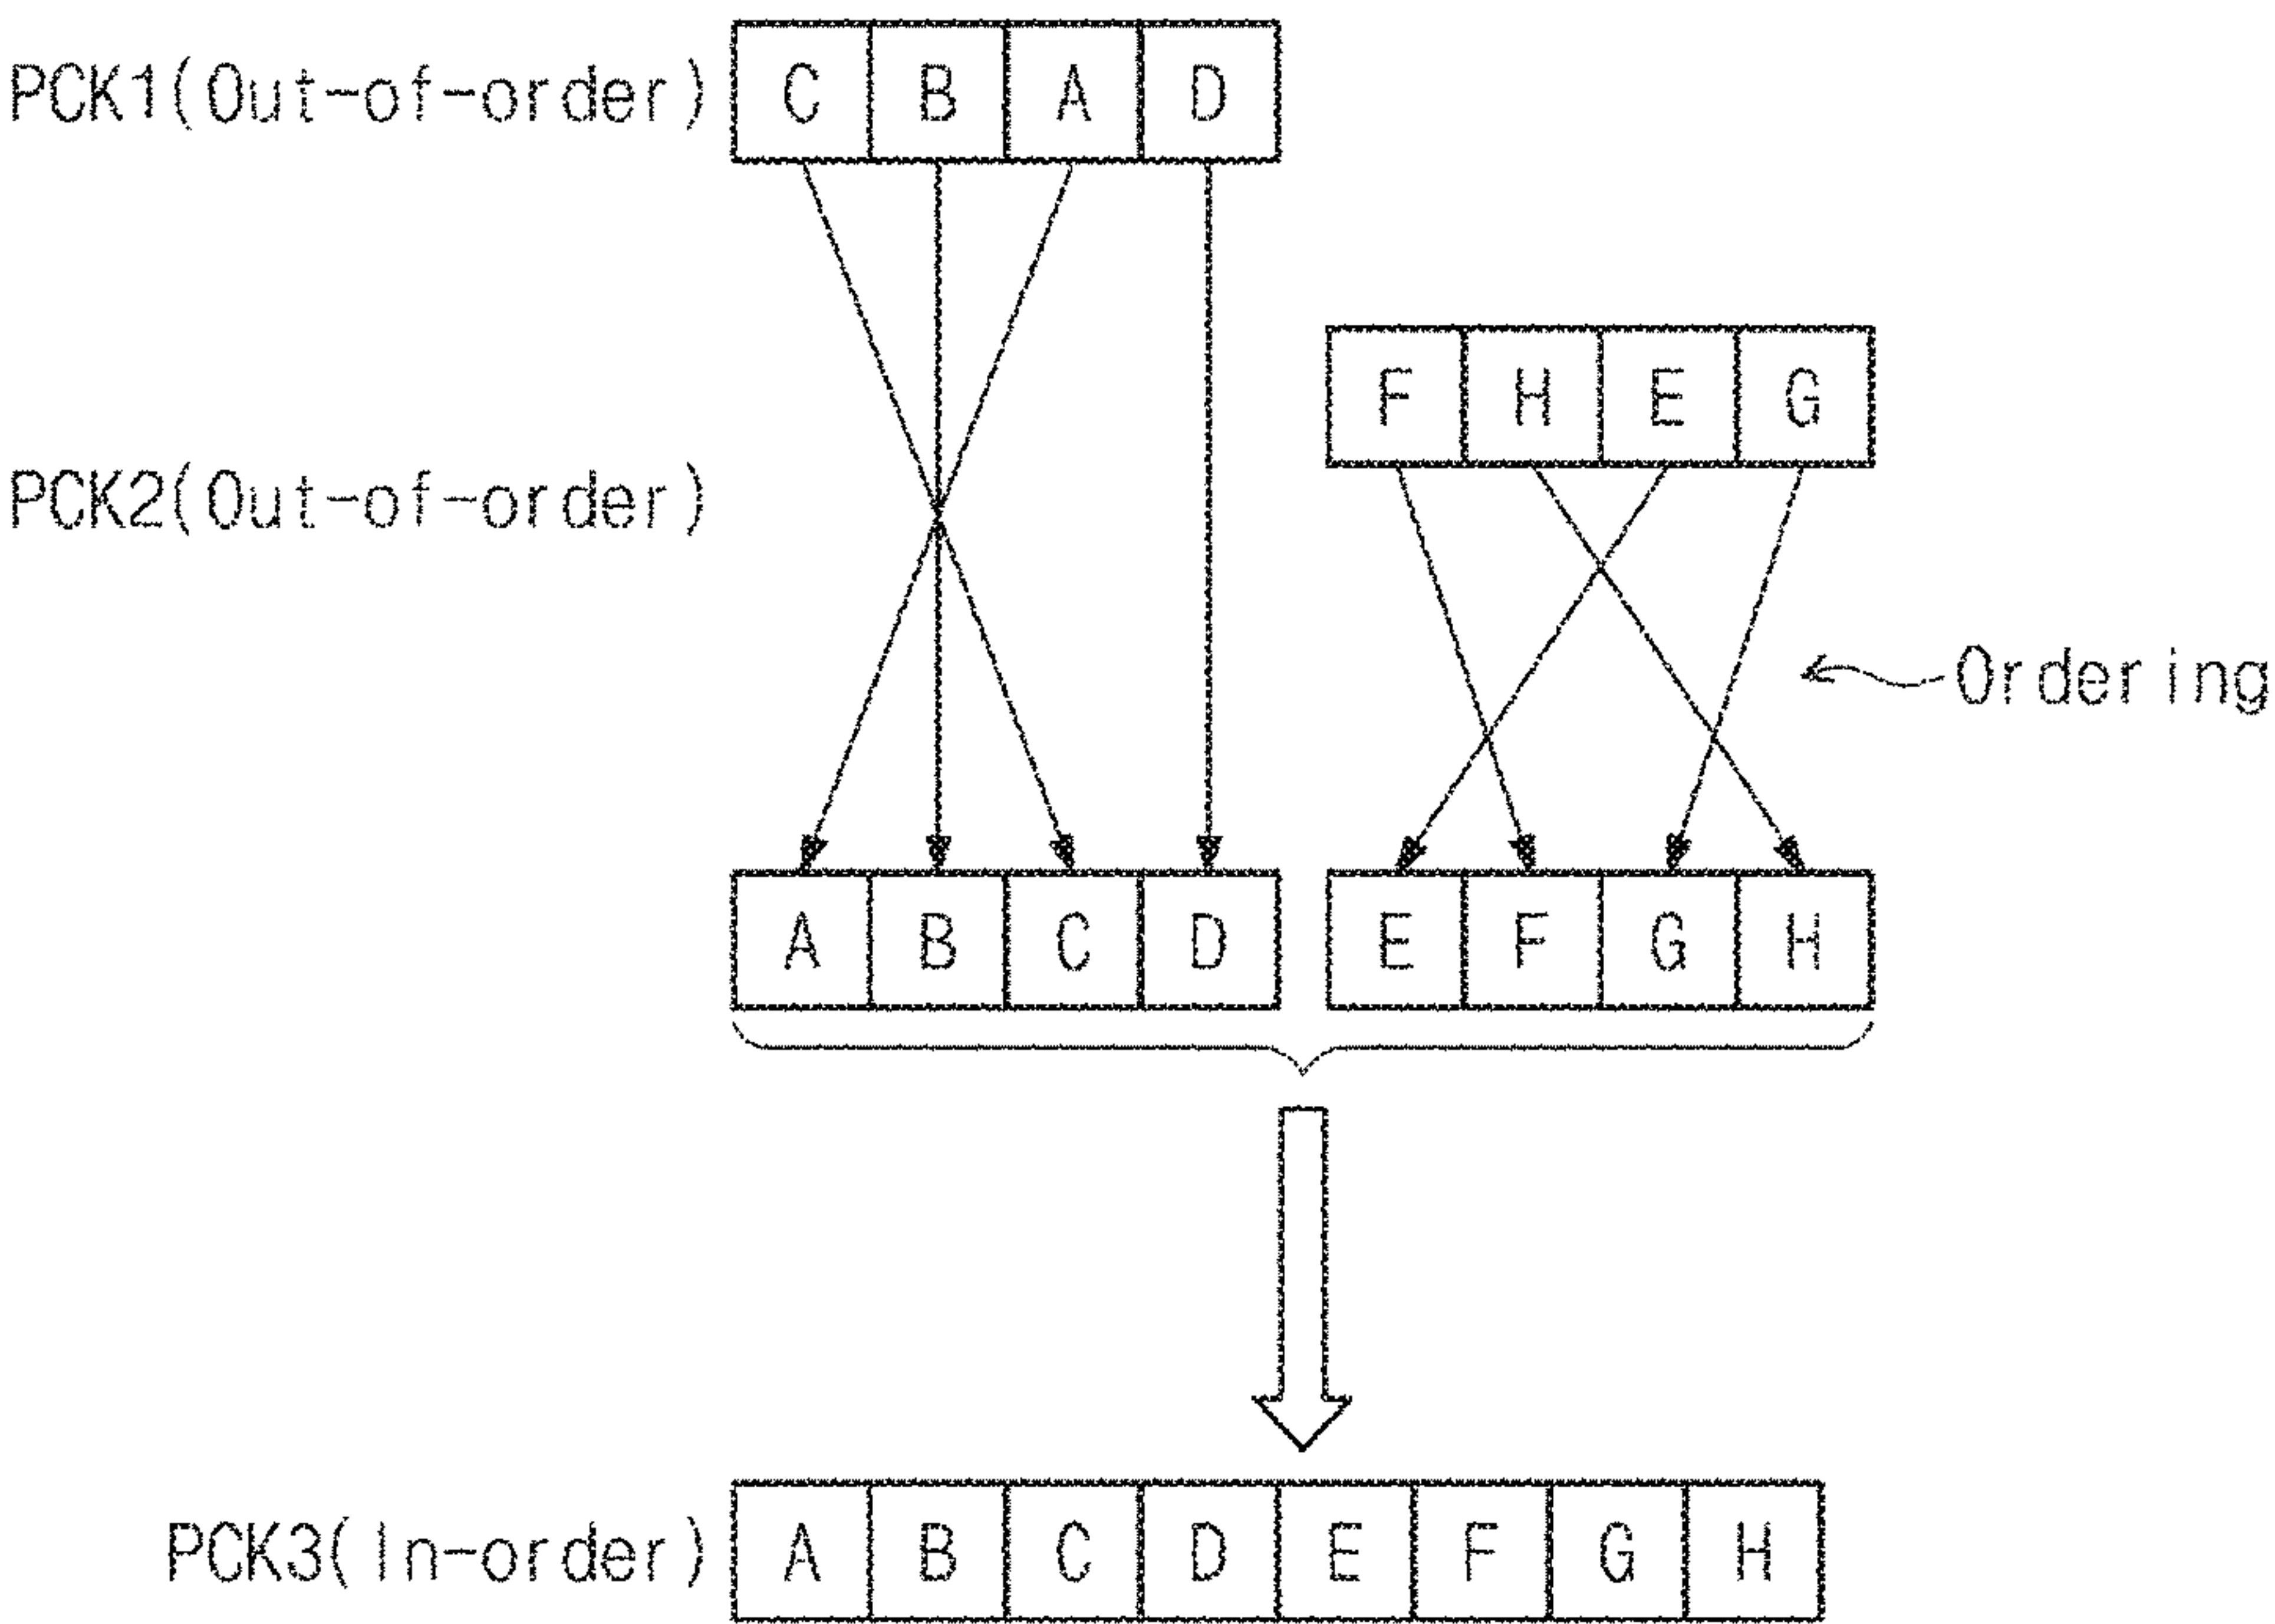 PCK1(Out-of-order) C B A D
F H E G
PCK2(Out-of-order)
Ordering
A B C D E F G H
PCK3(In-order) A B C D E F G H